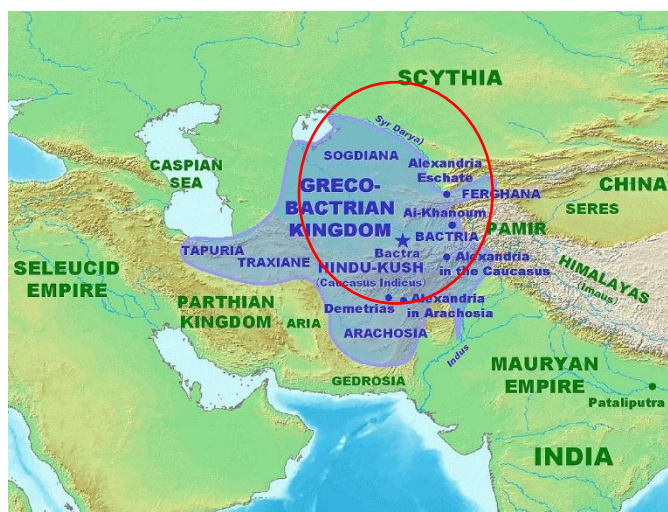 SCYTHIA
Syr Darya)
SOGDIANA
CASPIAN
SEA
Alexandria
Eschate
FERGHANA
CHINA
SERES
GRECO-
BACTRIAN
KINGDOM
Ai-Khanoum
PAMIR
BACTRIA
Bactra
TAPURIA
TRAXIANE
HINDU-KUSH
(Caucasus Indicus)
Alexandria
in the Caucasus
HIMALAYAS
(Imaus)
SELEUCID
EMPIRE
PARTHIAN
KINGDOM
ARIA
Demetrias
Alexandria
in Arachosia
ARACHOSIA
Indus
GEDROSIA
MAURYAN
EMPIRE
Pataliputra
INDIA